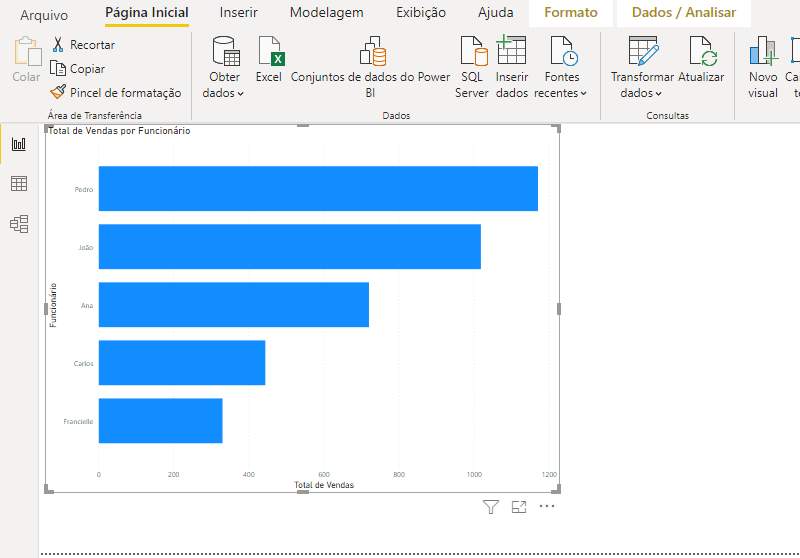 Arquivo Página Inicial Inserir Modelagem Exibição Ajuda Formato Dados / Analisar
Colar
Recortar
Copiar
Pincel de formatação
Área de Transferência
Obter
dados
Excel
Conjuntos de dados do Power
BI
SQL
Server
Inserir
dados
Fontes
recentes
Dados
Transformar
dados
Atualizar
Consultas
Novo
visual
Total de Vendas por Funcionário
Funcionário
Pedro
João
Ana
Carlos
Francielle
0 200 400 600 800 1000 1200
Total de Vendas